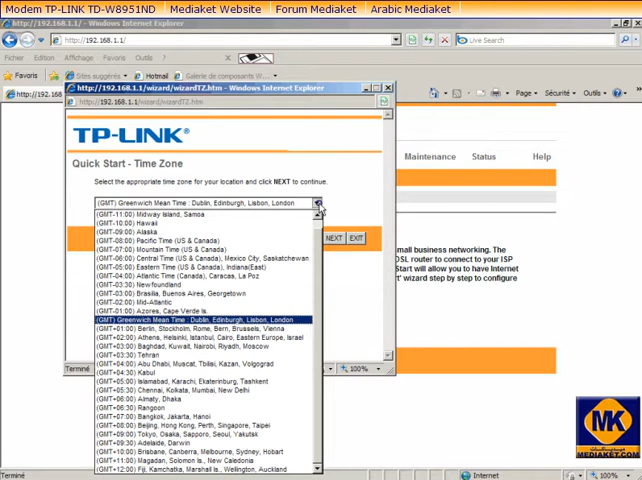 Modem TP-LINK TD-W8951ND Mediaket Website Forum Mediaket Arabic Mediaket
http://192.168.1.1/ - Windows Internet Explorer
http://192.168.1.1/ Live Search
Fichier Edition Affichage Favoris
Favoris Sites suggérés Hotmail Galerie de composants W...
http://192.168. Page Sécurité Outils
http://192.168.1.1/wizard/wizardTZ.htm - Windows Internet Explorer
http://192.168.1.1/wizard/wizardTZ.htm
TP-LINK®
Maintenance Status Help
Quick Start - Time Zone
Select the appropriate time zone for your location and click NEXT to continue.
(GMT) Greenwich Mean Time : Dublin, Edinburgh, Lisbon, London
(GMT-11:00) Midway Island, Samoa
(GMT-10:00) Hawaii
(GMT-09:00) Alaska
(GMT-08:00) Pacific Time (US & Canada)
(GMT-07:00) Mountain Time (US & Canada)
(GMT-06:00) Central Time (US & Canada), Mexico City, Saskatchewan
(GMT-05:00) Eastern Time (US & Canada), Indiana(East)
(GMT-04:00) Atlantic Time (Canada), Caracas, La Poz
(GMT-03:30) Newfoundland
(GMT-03:00) Brasilia, Buenos Aires, Georgetown
(GMT-02:00) Mid-Atlantic
(GMT-01:00) Azores, Cape Verde Is.
(GMT) Greenwich Mean Time : Dublin, Edinburgh, Lisbon, London
(GMT+01:00) Berlin, Stockholm, Rome, Bern, Brussels, Vienna
(GMT+02:00) Athens, Helsinki, Istanbul, Cairo, Eastern Europe, Israel
(GMT+03:00) Baghdad, Kuwait, Nairobi, Riyadh, Moscow
(GMT+03:30) Tehran
(GMT+04:00) Abu Dhabi, Muscat, Tbilisi, Kazan, Volgograd
(GMT+04:30) Kabul
(GMT+05:00) Islamabad, Karachi, Ekaterinburg, Tashkent
(GMT+05:30) Chennai, Kolkata, Mumbai, New Delhi
(GMT+06:00) Almaty, Dhaka
(GMT+06:30) Rangoon
(GMT+07:00) Bangkok, Jakarta, Hanoi
(GMT+08:00) Beijing, Hong Kong, Perth, Singapore, Taipei
(GMT+09:00) Tokyo, Osaka, Sapporo, Seoul, Yakutsk
(GMT+09:30) Adelaide, Darwin
(GMT+10:00) Brisbane, Canberra, Melbourne, Sydney, Hobart
(GMT+11:00) Magadan, Solomon Is., New Caledonia
(GMT+12:00) Fiji, Kamchatka, Marshall Is., Wellington, Auckland
NEXT EXIT
mall business networking. The
DSL router to connect to your ISP
Start will allow you to have Internet
t' wizard step by step to configure
Terminé 100%
MK
MEDIAKET.COM
Terminé Internet 100%